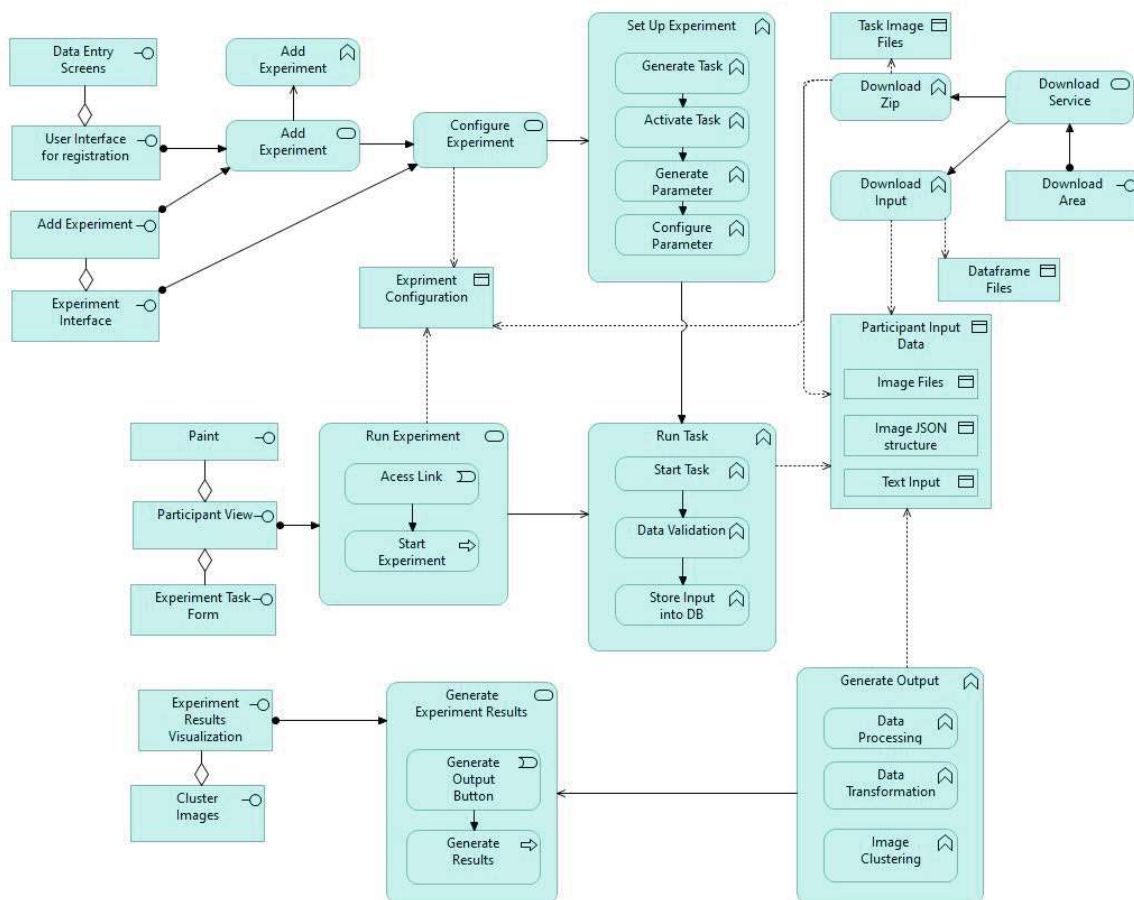 Data Entry
Screens
User Interface
for registration
Add Experiment
Experiment
Interface
Add
Experiment
Add
Experiment
Configure
Experiment
Expriment
Configuration
Set Up Experiment
Generate Task
Activate Task
Generate
Parameter
Configure
Parameter
Task Image
Files
Download
Zip
Download
Service
Download
Input
Download
Area
Dataframe
Files
Participant Input
Data
Image Files
Image JSON
structure
Text Input
Paint
Participant View
Experiment Task
Form
Run Experiment
Acess Link
Start
Experiment
Run Task
Start Task
Data Validation
Store Input
into DB
Experiment
Results
Visualization
Cluster
Images
Generate
Experiment Results
Generate
Output
Button
Generate
Results
Generate Output
Data
Processing
Data
Transformation
Image
Clustering